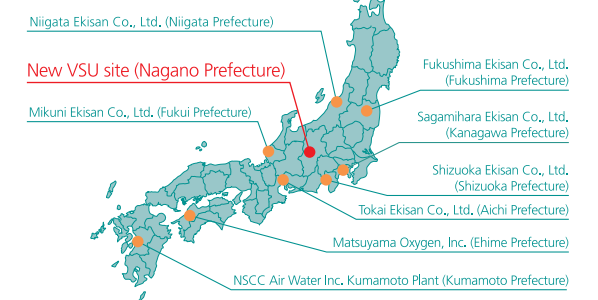 Niigata Ekisan Co., Ltd. (Niigata Prefecture)
New VSU site (Nagano Prefecture)
Mikuni Ekisan Co., Ltd. (Fukui Prefecture)
Fukushima Ekisan Co., Ltd.
(Fukushima Prefecture)
Sagamihara Ekisan Co., Ltd.
(Kanagawa Prefecture)
Shizuoka Ekisan Co., Ltd.
(Shizuoka Prefecture)
Tokai Ekisan Co., Ltd. (Aichi Prefecture)
Matsuyama Oxygen, Inc. (Ehime Prefecture)
NSCC Air Water Inc. Kumamoto Plant (Kumamoto Prefecture)